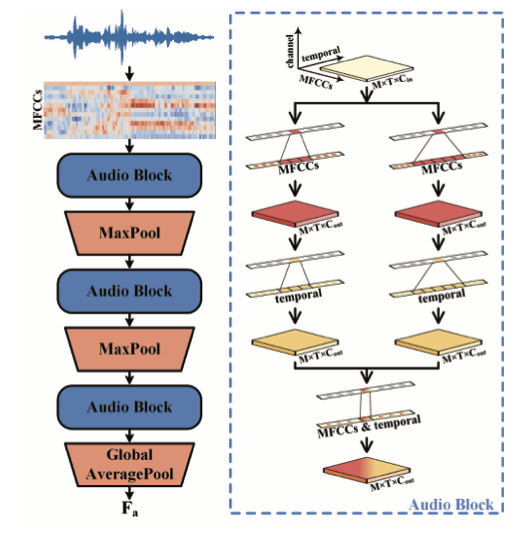 MFCCs
Audio Block
MaxPool
Audio Block
MaxPool
Audio Block
Global
AveragePool
Fa
channel
temporal
MFCCs
M×T×Cin
MFCCs
MFCCs
M×T×Cout
M×T×Cout
temporal
temporal
M×T×Cout
M×T×Cout
MFCCs & temporal
M×T×Cout
Audio Block